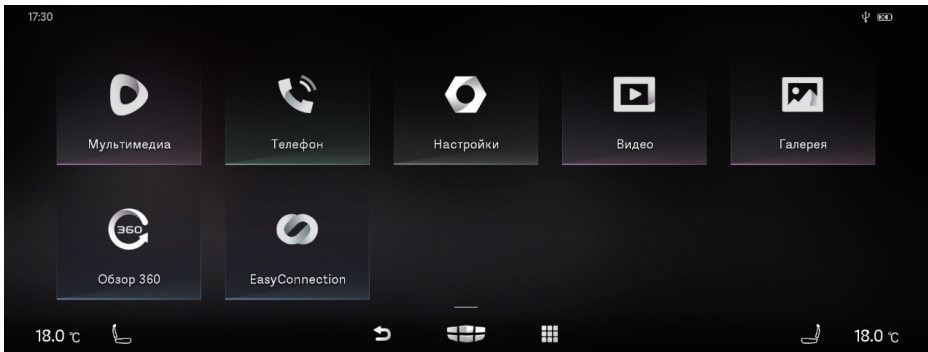 17:30
Мультимедиа
Телефон
Настройки
Видео
Галерея
360
Обзор 360
EasyConnection
18.0 °C
18.0 °C